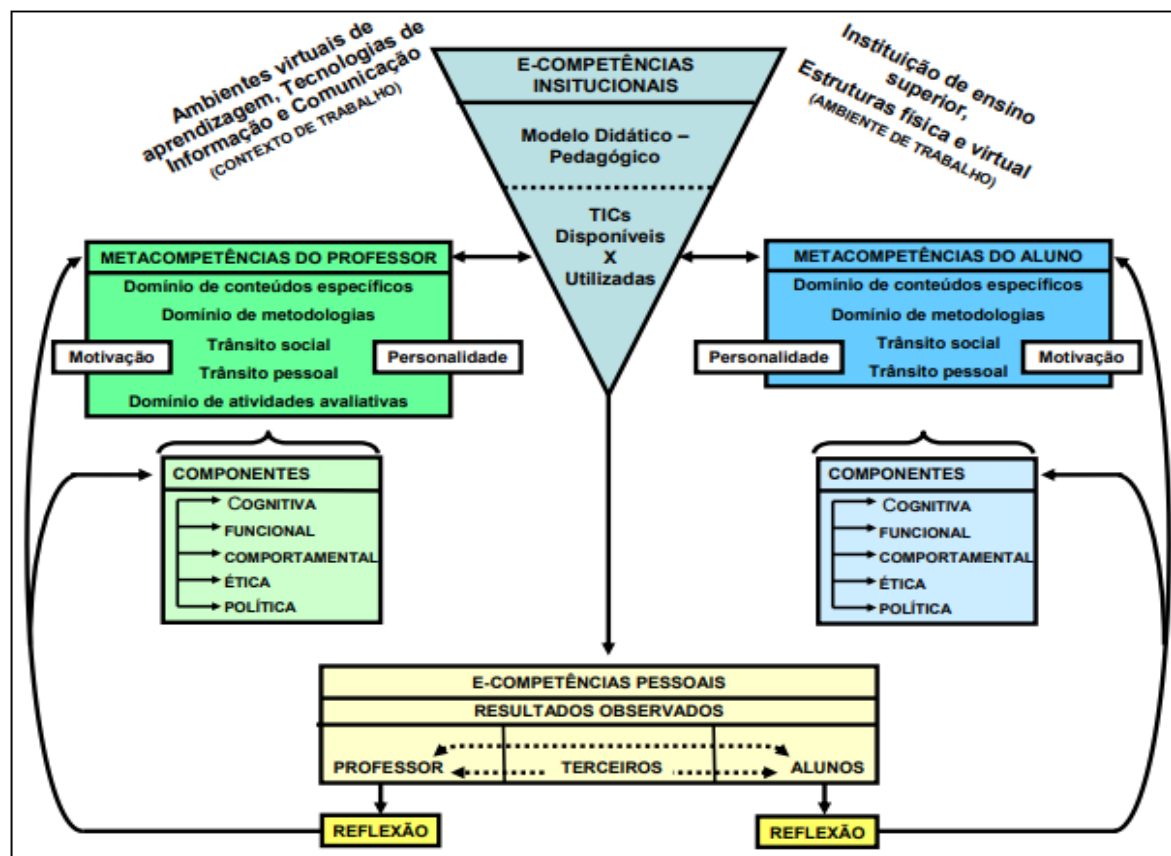 Ambientes virtuais de
aprendizagem, Tecnologias de
Informação e Comunicação
(CONTEXTO DE TRABALHO)
E-COMPETÊNCIAS
INSITUCIONAIS
Modelo Didático –
Pedagógico
TICs
Disponíveis
X
Utilizadas
Instituição de ensino
superior,
Estruturas física e virtual
(AMBIENTE DE TRABALHO)
METACOMPETÊNCIAS DO PROFESSOR
Domínio de conteúdos específicos
Domínio de metodologias
Trânsito social
Motivação
Personalidade
Trânsito pessoal
Domínio de atividades avaliativas
METACOMPETÊNCIAS DO ALUNO
Domínio de conteúdos específicos
Domínio de metodologias
Trânsito social
Personalidade
Motivação
Trânsito pessoal
COMPONENTES
COGNITIVA
FUNCIONAL
COMPORTAMENTAL
ÉTICA
POLÍTICA
COMPONENTES
COGNITIVA
FUNCIONAL
COMPORTAMENTAL
ÉTICA
POLÍTICA
E-COMPETÊNCIAS PESSOAIS
RESULTADOS OBSERVADOS
PROFESSOR TERCEIROS ALUNOS
REFLEXÃO
REFLEXÃO